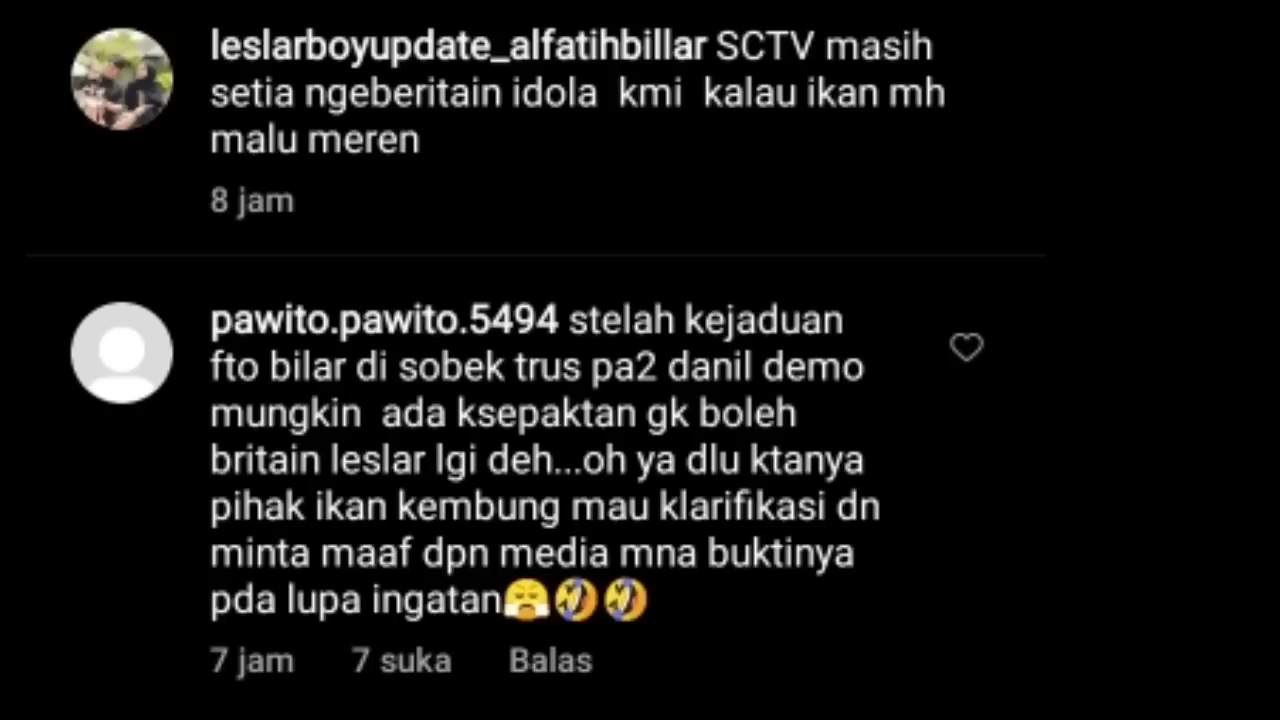 leslarboyupdate_alfatihbillar SCTV masih
setia ngeberitain idola kmi kalau ikan mh
malu meren
8 jam
pawito.pawito.5494 stelah kejaduan
fto bilar di sobek trus pa2 danil demo
mungkin ada ksepaktan gk boleh
britain leslar lgi deh...oh ya dlu ktanya
pihak ikan kembung mau klarifikasi dn
minta maaf dpn media mna buktinya
pda lupa ingatan😤🤣🤣
7 jam 7 suka Balas